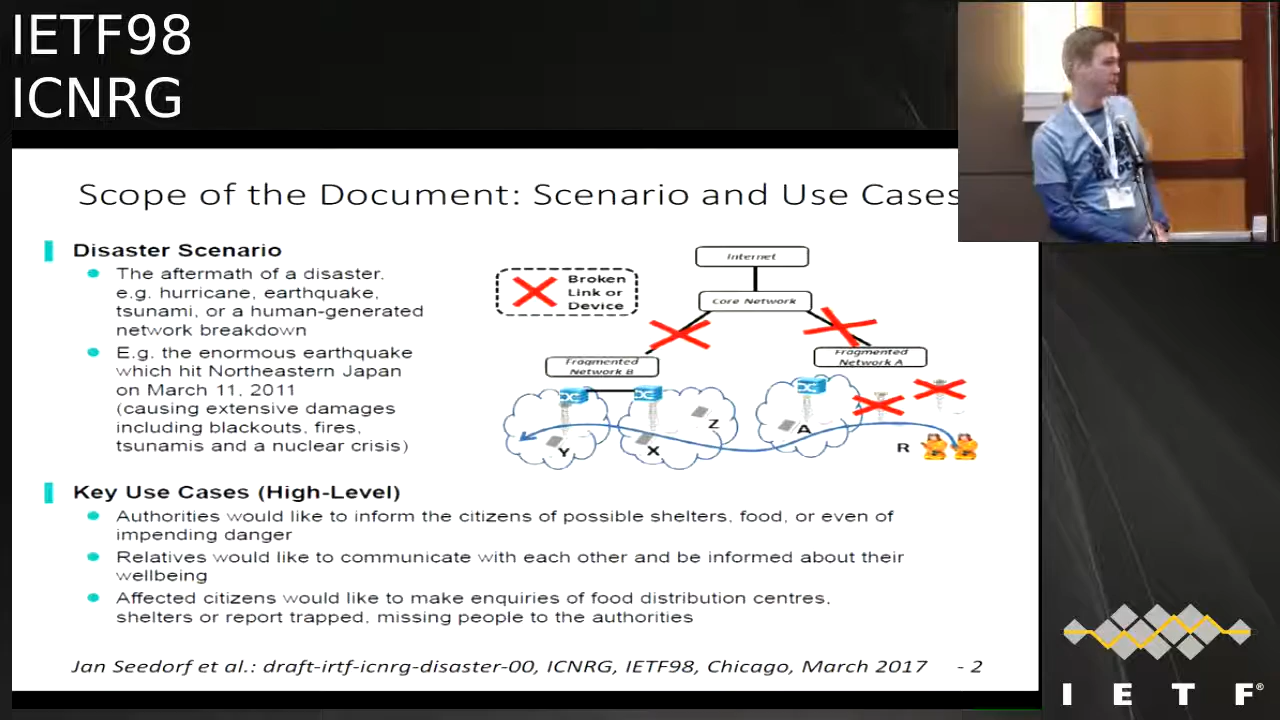 IETF98
ICNRG
Scope of the Document: Scenario and Use Cases
Disaster Scenario
The aftermath of a disaster.
e.g. hurricane, earthquake,
tsunami, or a human-generated
network breakdown
E.g. the enormous earthquake
which hit Northeastern Japan
on March 11, 2011
(causing extensive damages
including blackouts, fires,
tsunamis and a nuclear crisis)
Broken
Link or
Device
Internet
Core Network
Fragmented
Network B
Fragmented
Network A
Y
X
Z
A
R
Key Use Cases (High-Level)
Authorities would like to inform the citizens of possible shelters, food, or even of
impending danger
Relatives would like to communicate with each other and be informed about their
wellbeing
Affected citizens would like to make enquiries of food distribution centres,
shelters or report trapped, missing people to the authorities
Jan Seedorf et al.: draft-irtf-icnrg-disaster-00, ICNRG, IETF98, Chicago, March 2017 - 2
I E T F®